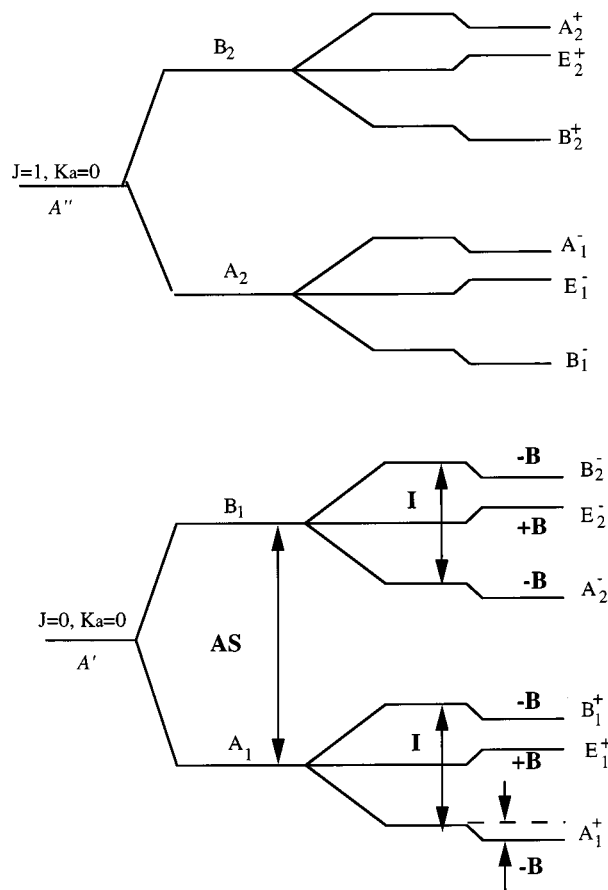 A₂⁺
B₂
E₂⁺
B₂⁺
J=1, Ka=0
A''
A₁⁻
A₂
E₁⁻
B₁⁻
-B
B₂⁻
B₁
I
E₂⁻
+B
-B
A₂⁻
J=0, Ka=0
A'
AS
-B
B₁⁺
A₁
I
E₁⁺
+B
A₁⁺
-B